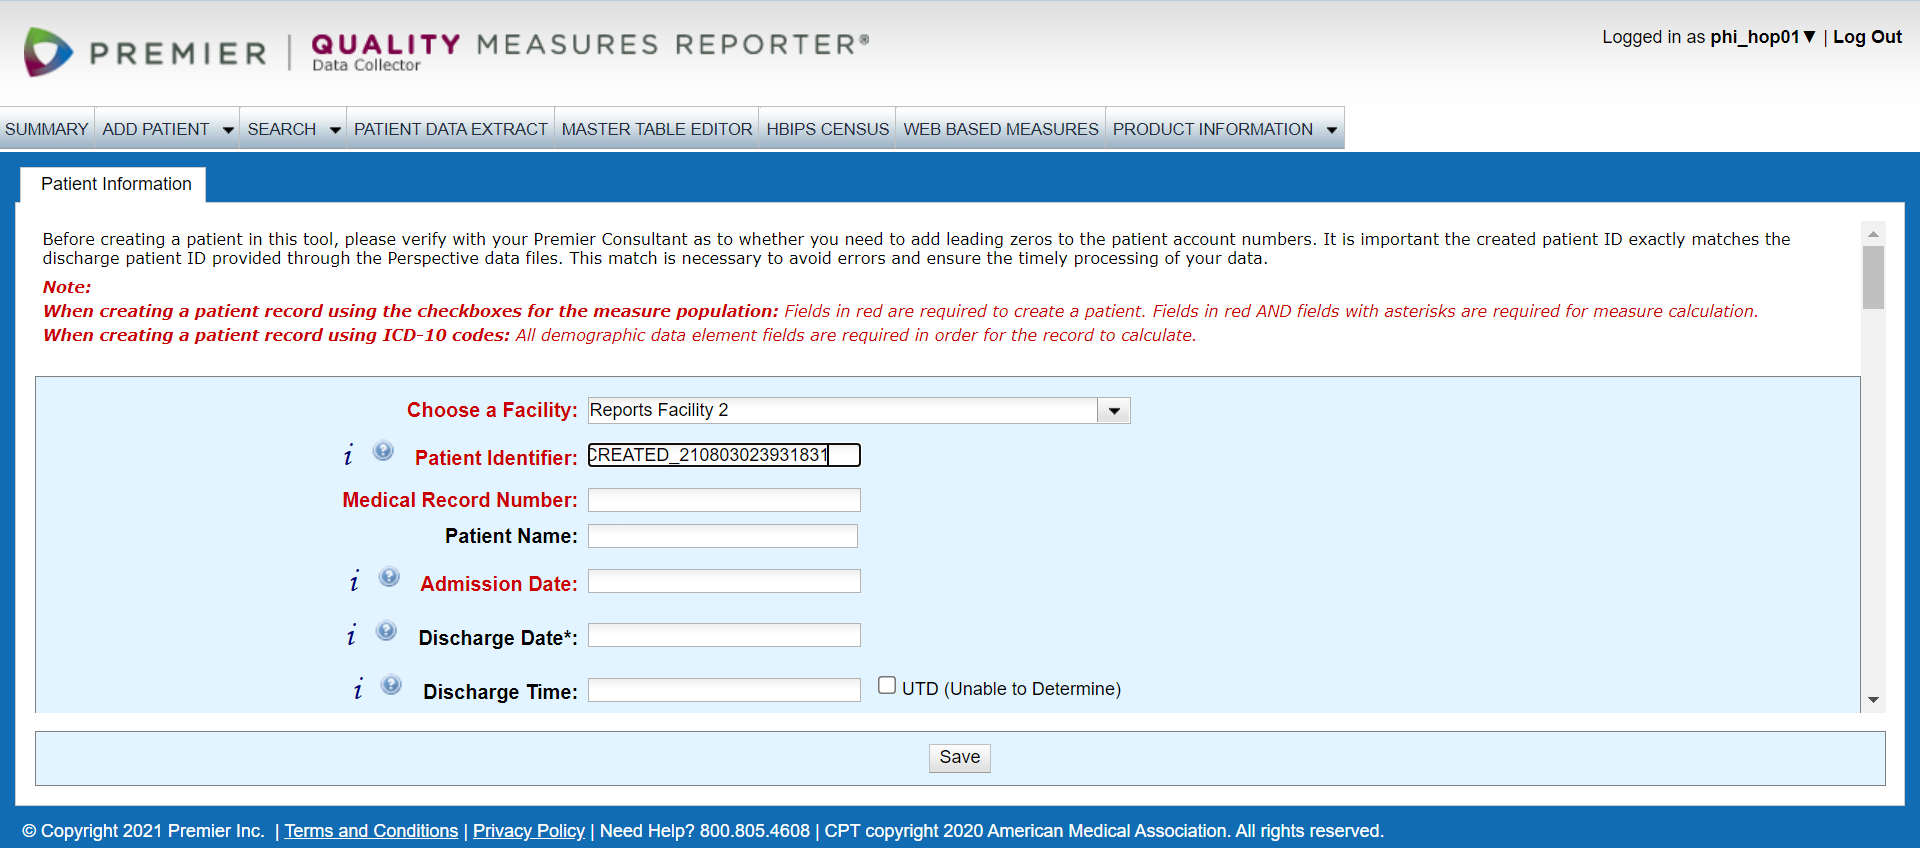 PREMIER | QUALITY MEASURES REPORTER®
Data Collector
Logged in as phi_hop01▼ | Log Out
SUMMARY ADD PATIENT SEARCH PATIENT DATA EXTRACT MASTER TABLE EDITOR HBIPS CENSUS WEB BASED MEASURES PRODUCT INFORMATION
Patient Information
Before creating a patient in this tool, please verify with your Premier Consultant as to whether you need to add leading zeros to the patient account numbers. It is important the created patient ID exactly matches the
discharge patient ID provided through the Perspective data files. This match is necessary to avoid errors and ensure the timely processing of your data.
Note:
When creating a patient record using the checkboxes for the measure population: Fields in red are required to create a patient. Fields in red AND fields with asterisks are required for measure calculation.
When creating a patient record using ICD-10 codes: All demographic data element fields are required in order for the record to calculate.
Choose a Facility: Reports Facility 2
i ? Patient Identifier: CREATED_210803023931831
Medical Record Number:
Patient Name:
i ? Admission Date:
i ? Discharge Date*:
i ? Discharge Time: UTD (Unable to Determine)
Save
© Copyright 2021 Premier Inc. | Terms and Conditions | Privacy Policy | Need Help? 800.805.4608 | CPT copyright 2020 American Medical Association. All rights reserved.